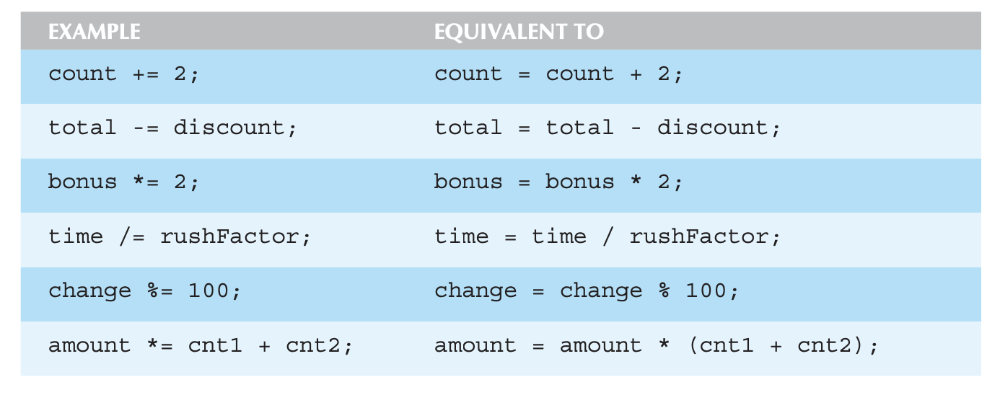 EXAMPLE EQUIVALENT TO
count += 2; count = count + 2;
total -= discount; total = total - discount;
bonus *= 2; bonus = bonus * 2;
time /= rushFactor; time = time / rushFactor;
change %= 100; change = change % 100;
amount *= cnt1 + cnt2; amount = amount * (cnt1 + cnt2);